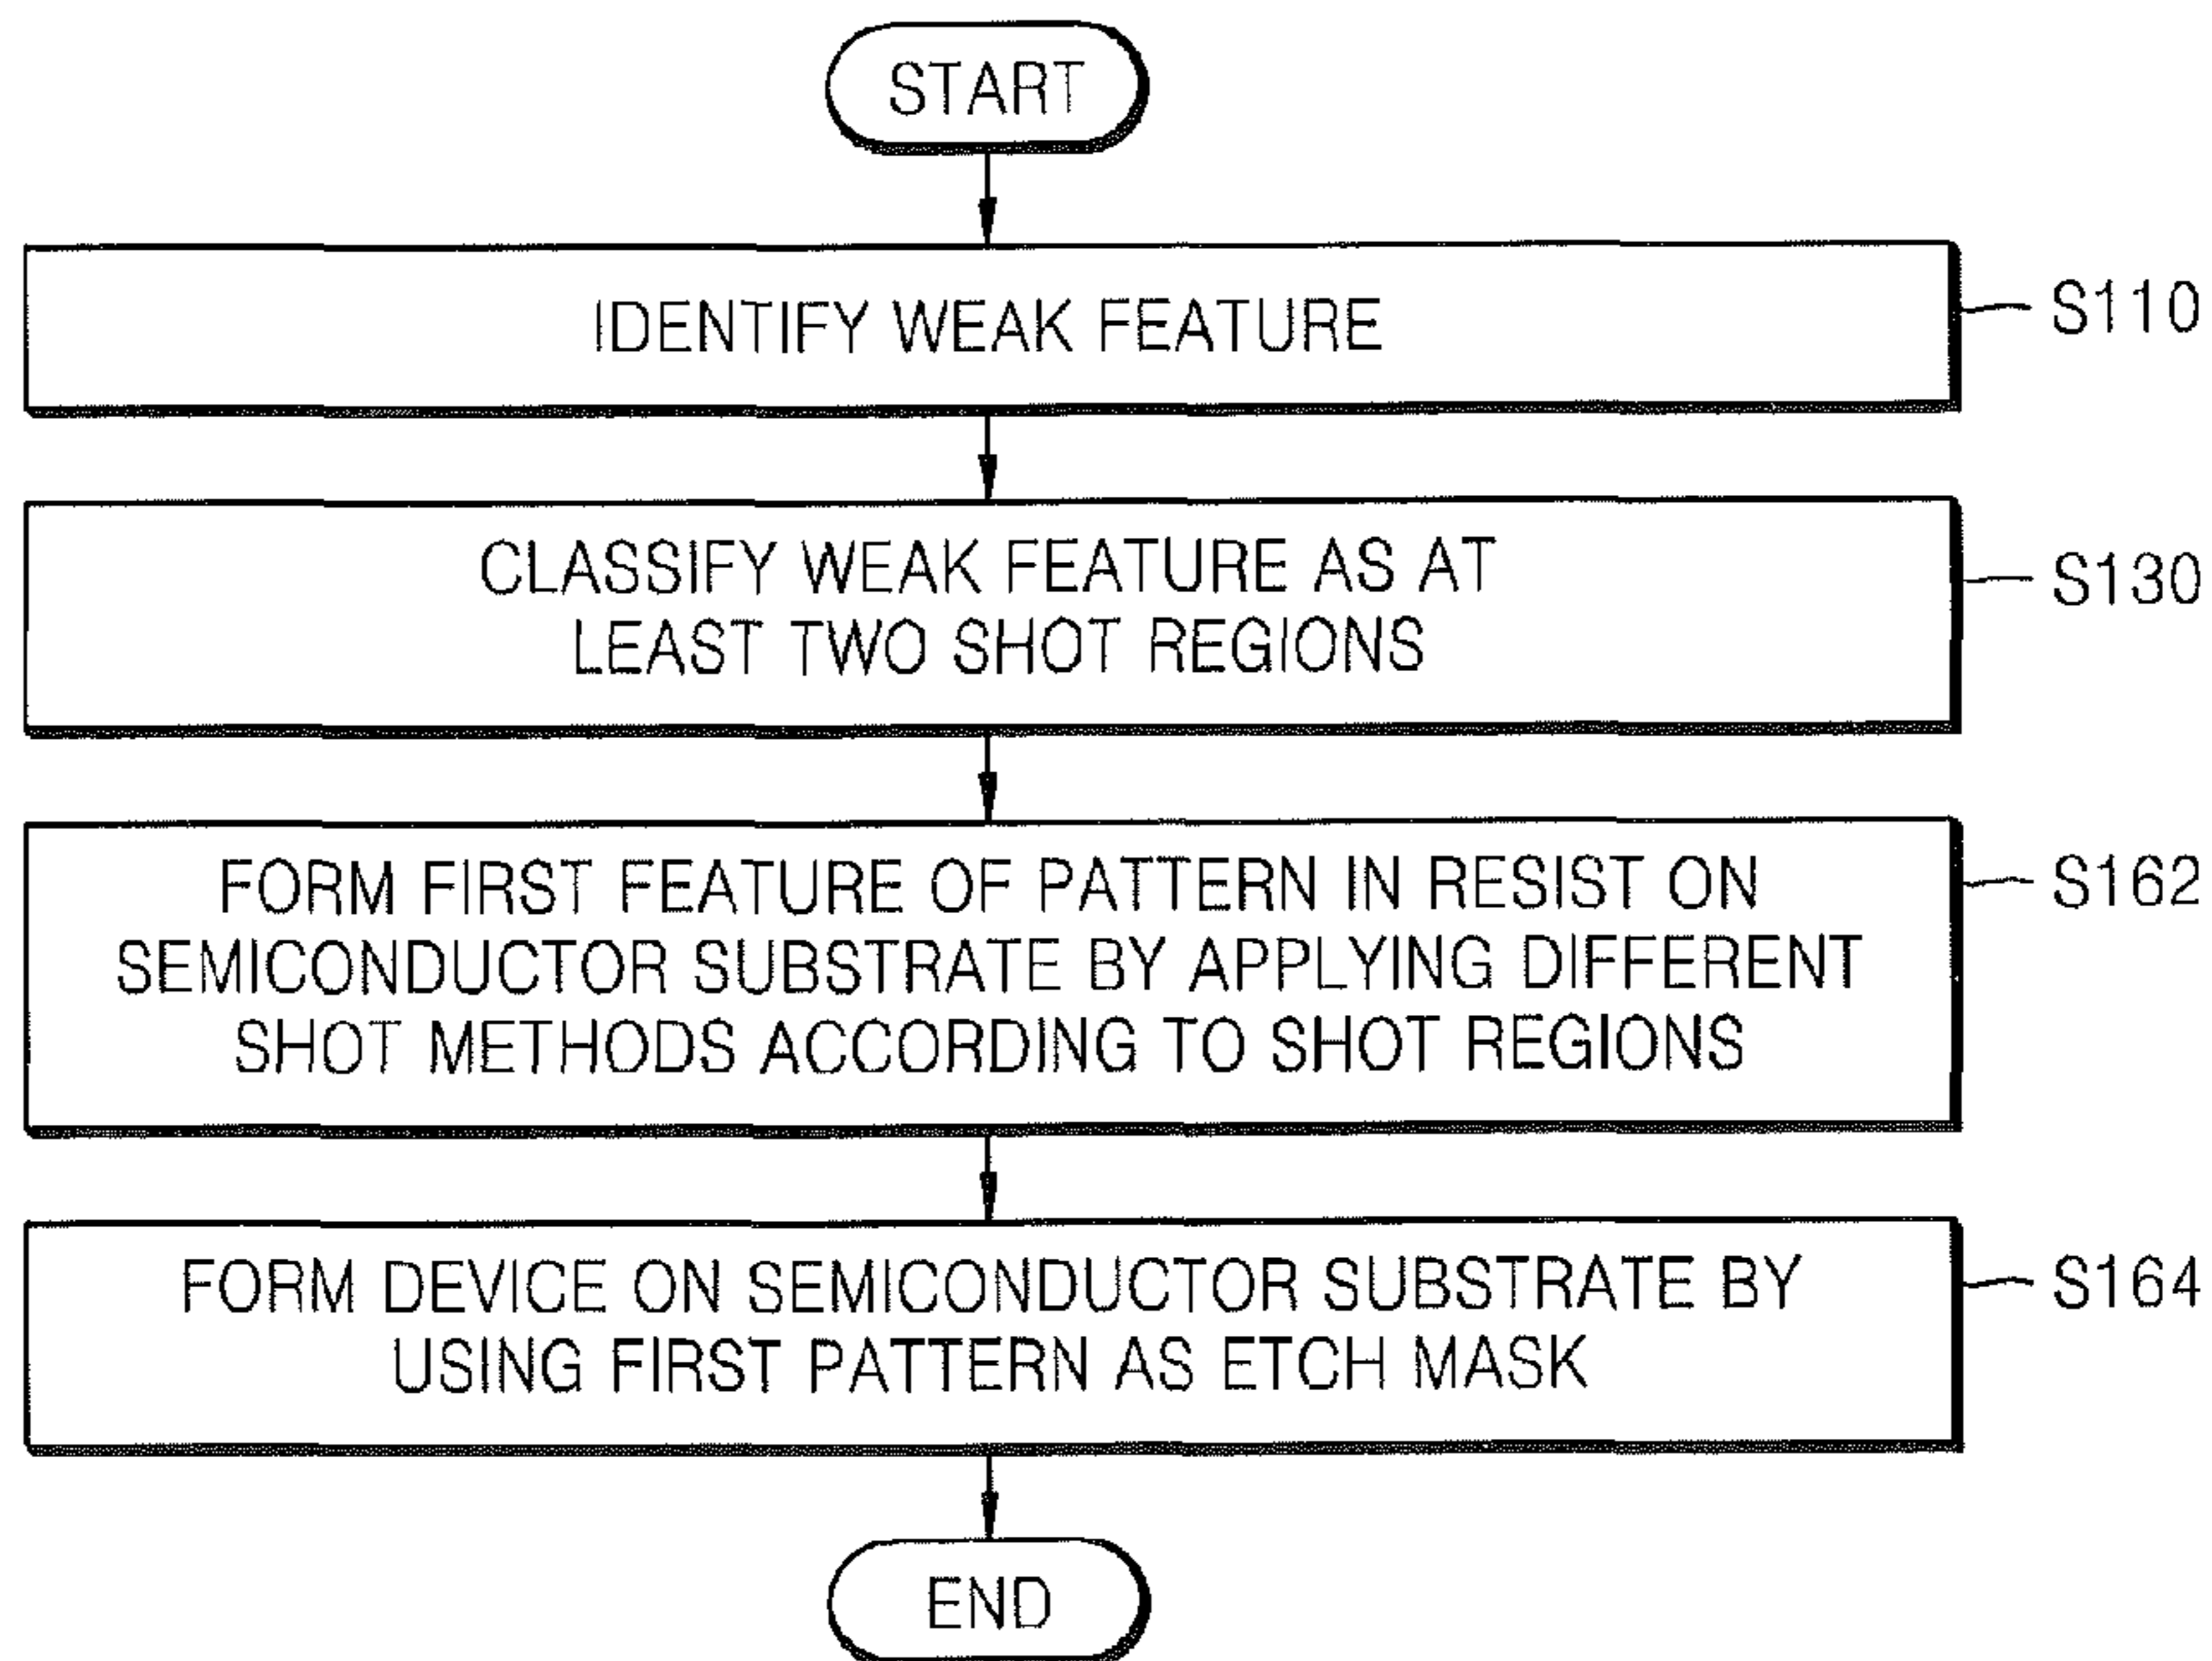 START
IDENTIFY WEAK FEATURE
S110
CLASSIFY WEAK FEATURE AS AT
LEAST TWO SHOT REGIONS
S130
FORM FIRST FEATURE OF PATTERN IN RESIST ON
SEMICONDUCTOR SUBSTRATE BY APPLYING DIFFERENT
SHOT METHODS ACCORDING TO SHOT REGIONS
S162
FORM DEVICE ON SEMICONDUCTOR SUBSTRATE BY
USING FIRST PATTERN AS ETCH MASK
S164
END